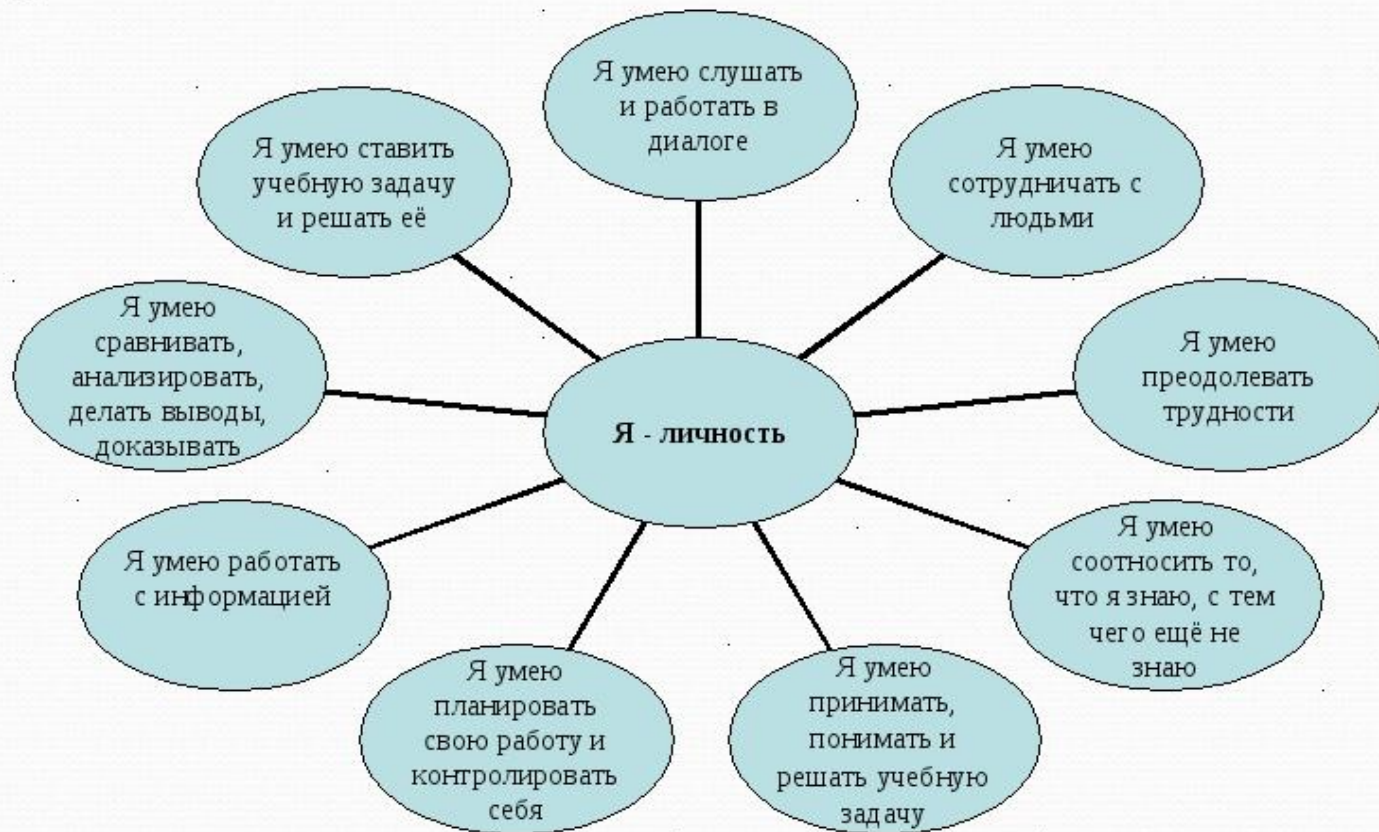 Я умею слушать
и работать в
диалоге
Я умею ставить
учебную задачу
и решать её
Я умею
сотрудничать с
людьми
Я умею
сравнивать,
анализировать,
делать выводы,
доказывать
Я умею
преодолевать
трудности
Я - личность
Я умею работать
с информацией
Я умею
соотносить то,
что я знаю, с тем
чего ещё не
знаю
Я умею
планировать
свою работу и
контролировать
себя
Я умею
принимать,
понимать и
решать учебную
задачу